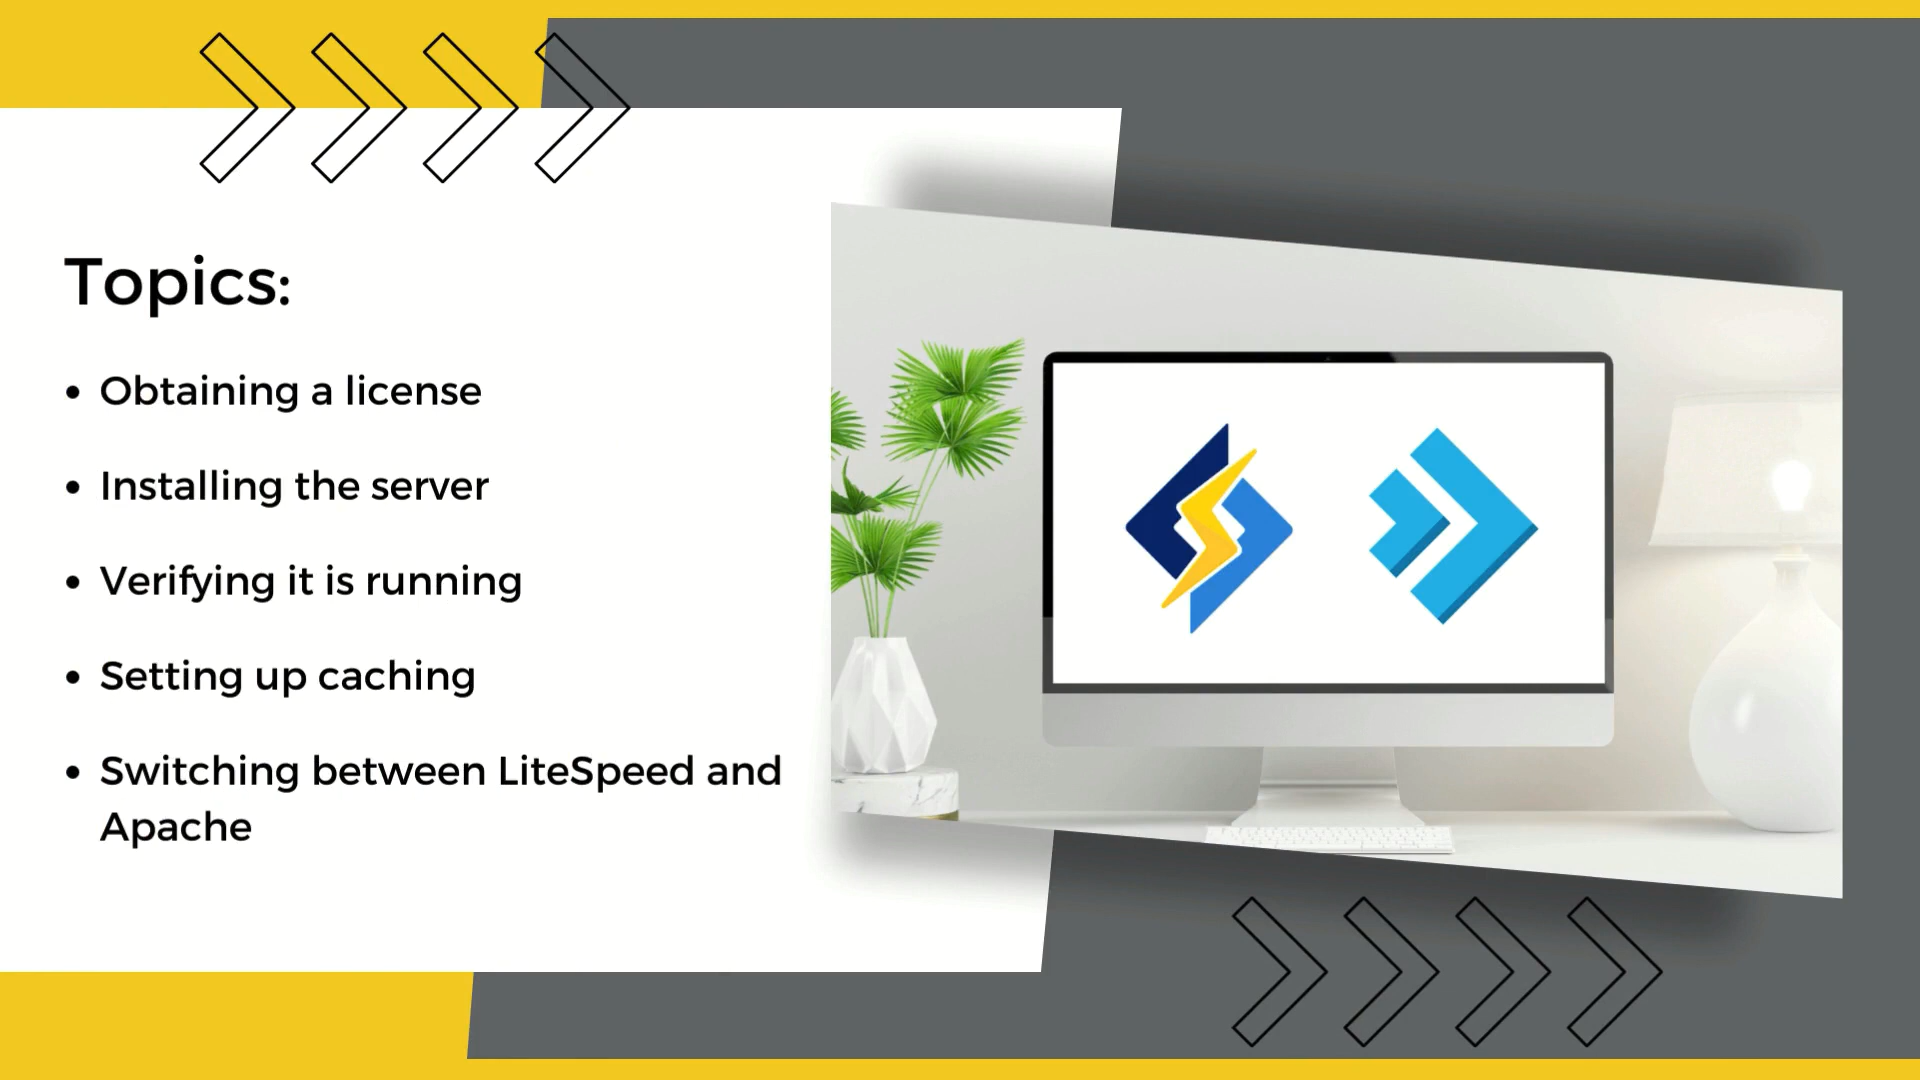 Topics:
• Obtaining a license
• Installing the server
• Verifying it is running
• Setting up caching
• Switching between LiteSpeed and
Apache